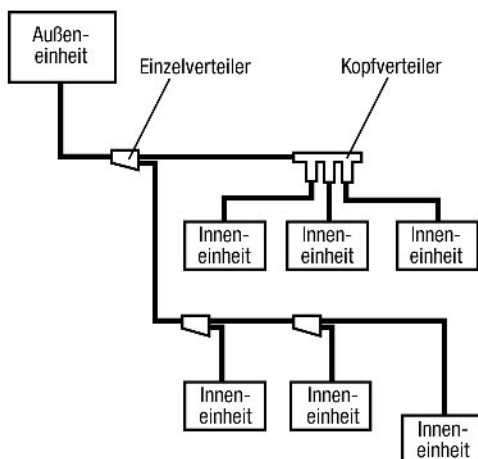 Außen-
einheit
Einzelverteiler
Kopfverteiler
Innen-
einheit
Innen-
einheit
Innen-
einheit
Innen-
einheit
Innen-
einheit
Innen-
einheit